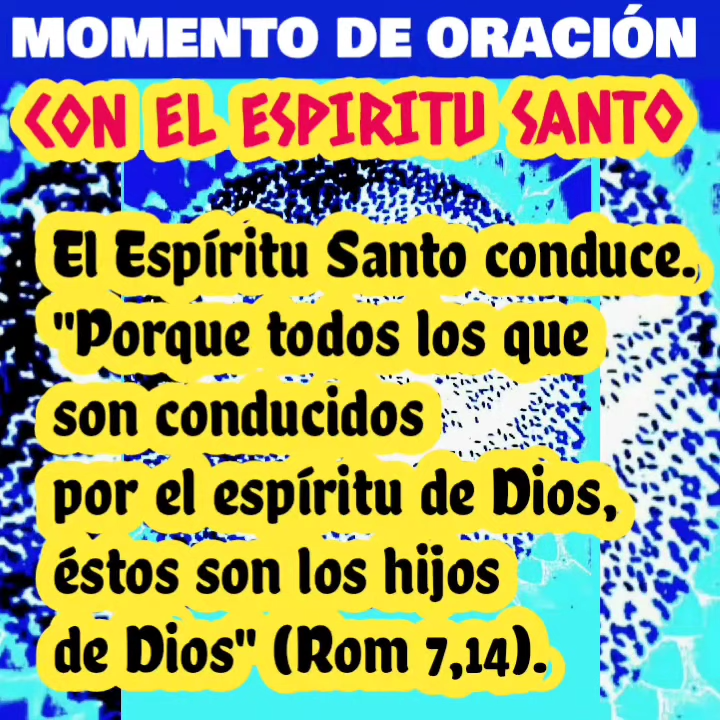 MOMENTO DE ORACIÓN
CON EL ESPIRITU SANTO
El Espíritu Santo conduce.
"Porque todos los que
son conducidos
por el espíritu de Dios,
éstos son los hijos
de Dios" (Rom 7,14).